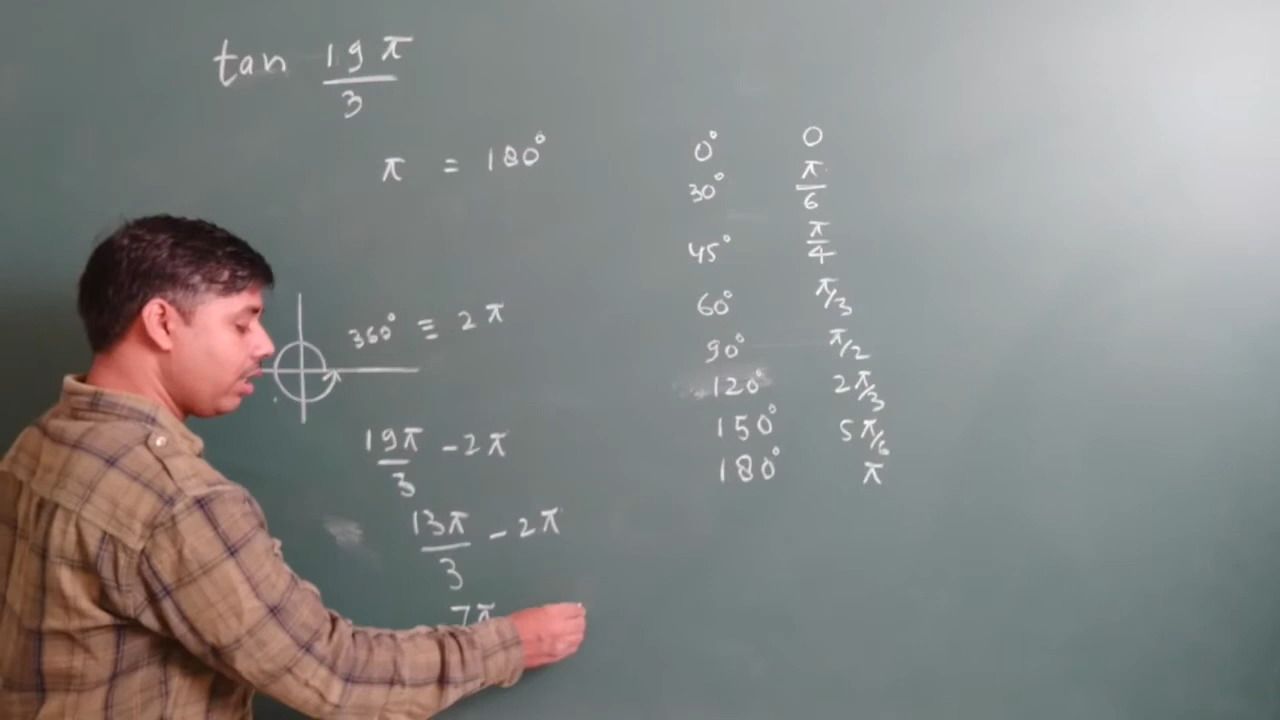 tan 19π/3
π = 180°
360° ≡ 2π
19π/3 - 2π
13π/3 - 2π
7π
0° 0
30° π/6
45° π/4
60° π/3
90° π/2
120° 2π/3
150° 5π/6
180° π